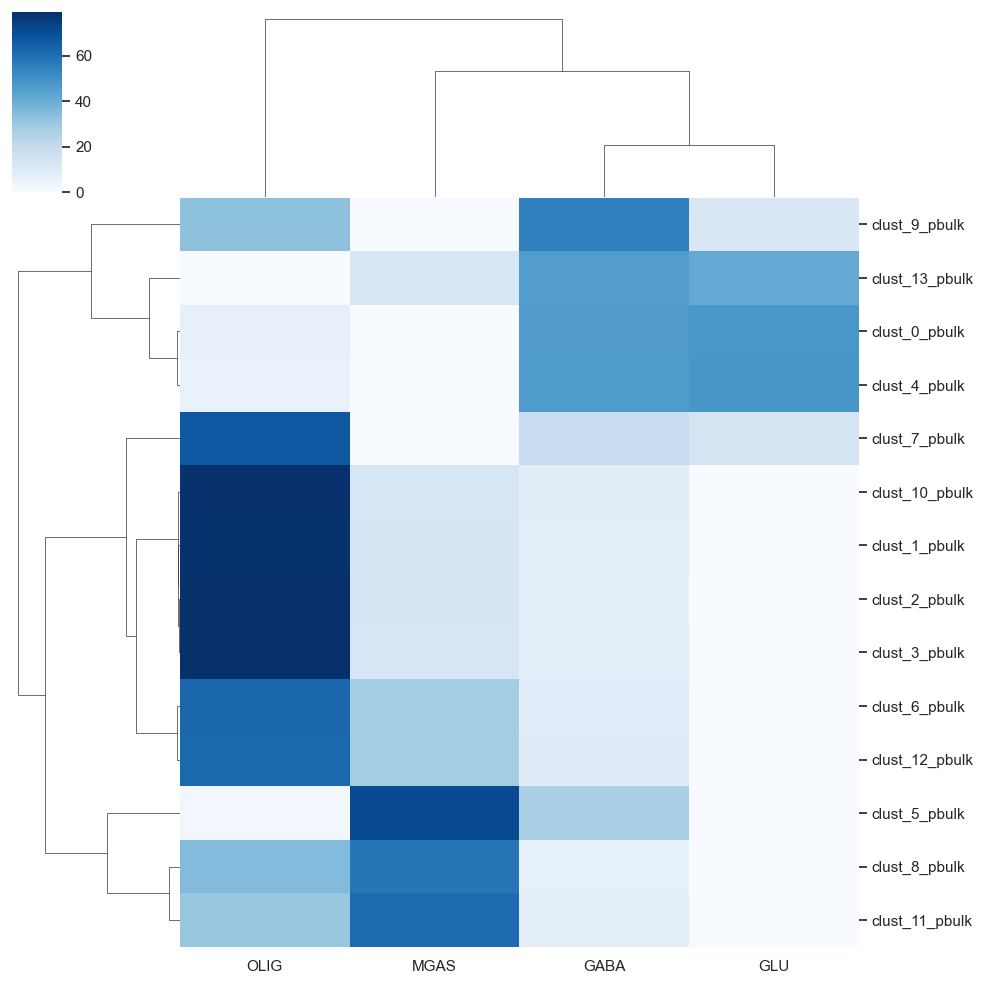 60
40
20
0
clust_9_pbulk
clust_13_pbulk
clust_0_pbulk
clust_4_pbulk
clust_7_pbulk
clust_10_pbulk
clust_1_pbulk
clust_2_pbulk
clust_3_pbulk
clust_6_pbulk
clust_12_pbulk
clust_5_pbulk
clust_8_pbulk
clust_11_pbulk
OLIG MGAS GABA GLU